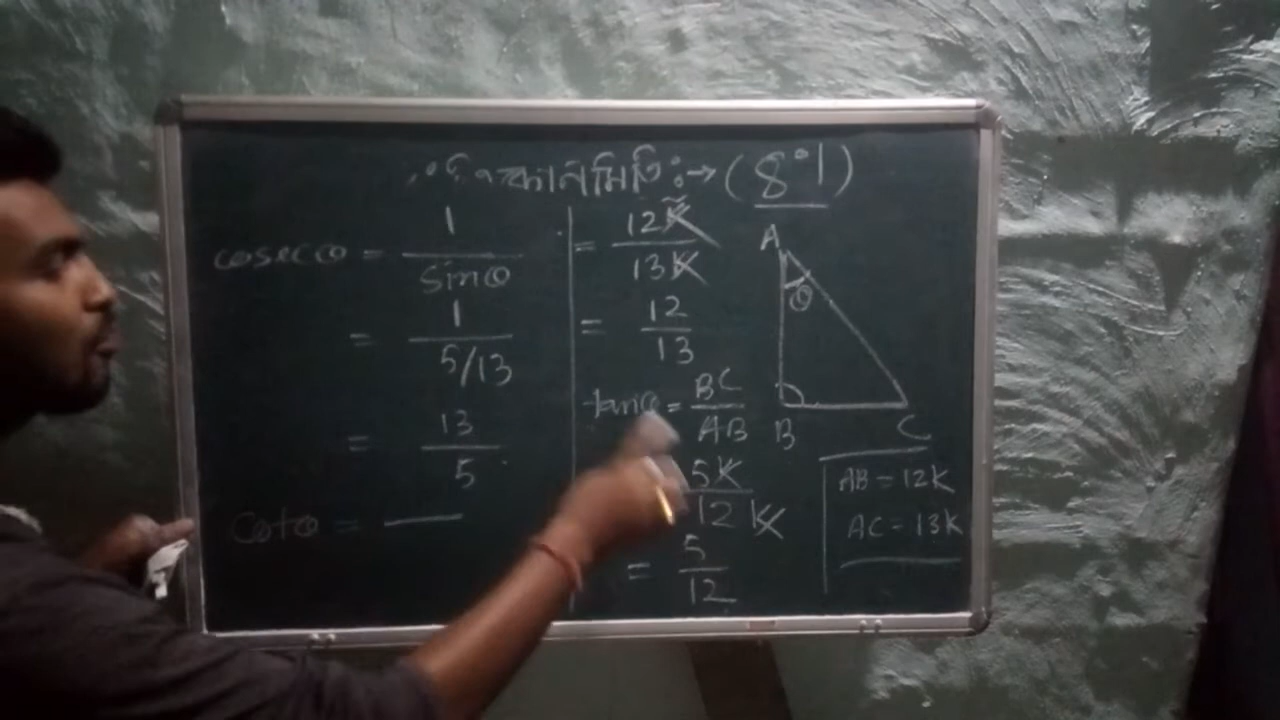 ত্রিকোণমিতি :→ (8.1)
cosecθ = 1/sinθ
= 1/5/13
= 13/5
cotθ =
= 12K/13K
= 12/13
tanθ = BC/AB
5K/12K
= 5/12
A
θ
B
C
AB = 12K
AC = 13K